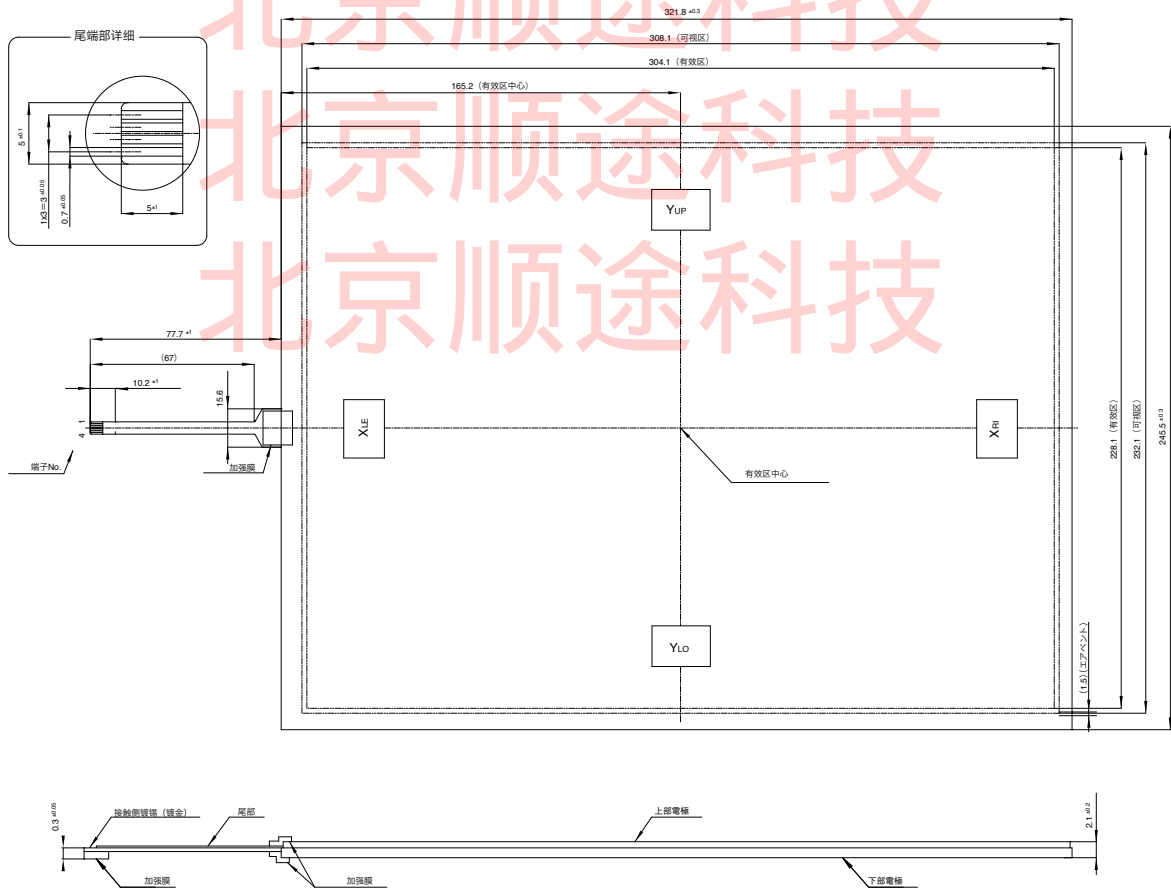 北京顺途科技
321.8 ±0.3
尾端部详细
308.1（可视区）
304.1（有效区）
165.2（有效区中心）
北京顺途科技
5 ±0.1
1x3＝3 ±0.05
0.7 ±0.05
5±1
YUP
北京顺途科技
77.7 ±1
(67)
10.2 ±1
15.6
1
4
XLE
XRI
228.1（有效区）
232.1（可视区）
245.5 ±0.3
端子No.
加强膜
有效区中心
YLO
(1.5)(エアベント)
0.3 ±0.05
接触側镀锡（镀金）
尾部
上部電極
2.1 ±0.2
加强膜
加强膜
下部電極